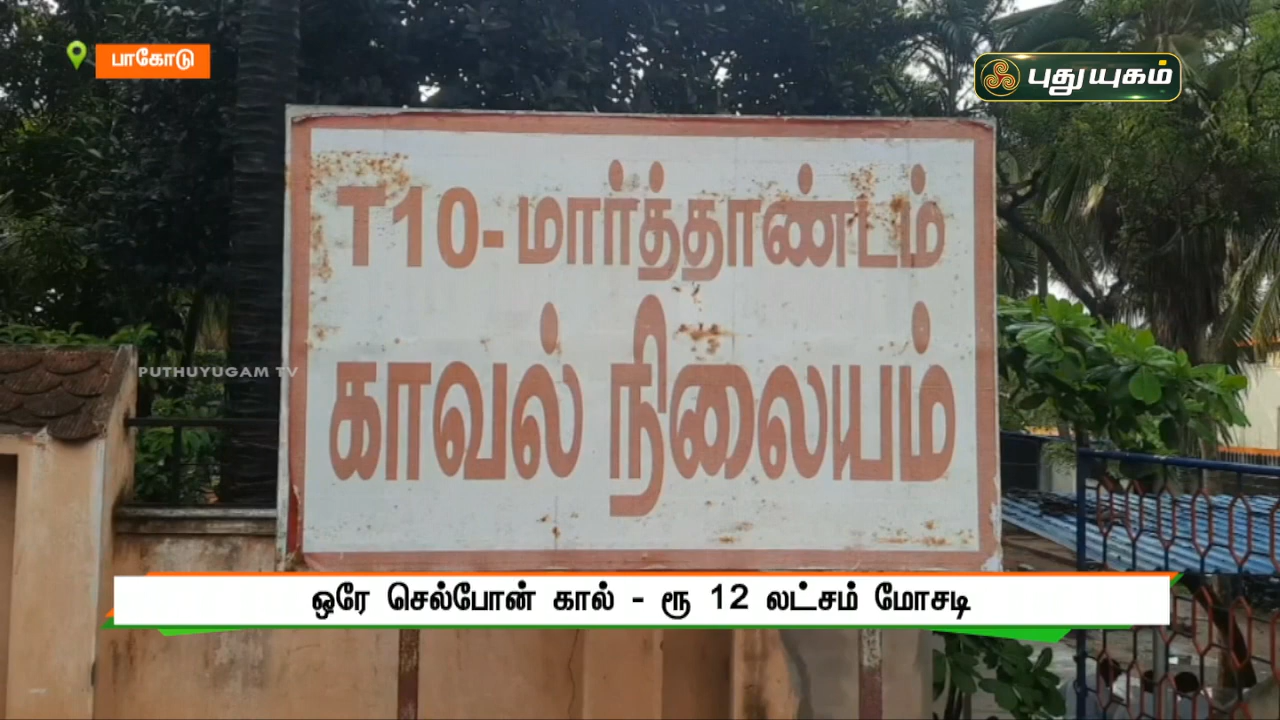 பாகோடு
புதுயுகம்
T10-மார்த்தாண்டம்
காவல் நிலையம்
PUTHUYUGAM TV
ஒரே செல்போன் கால் - ரூ 12 லட்சம் மோசடி